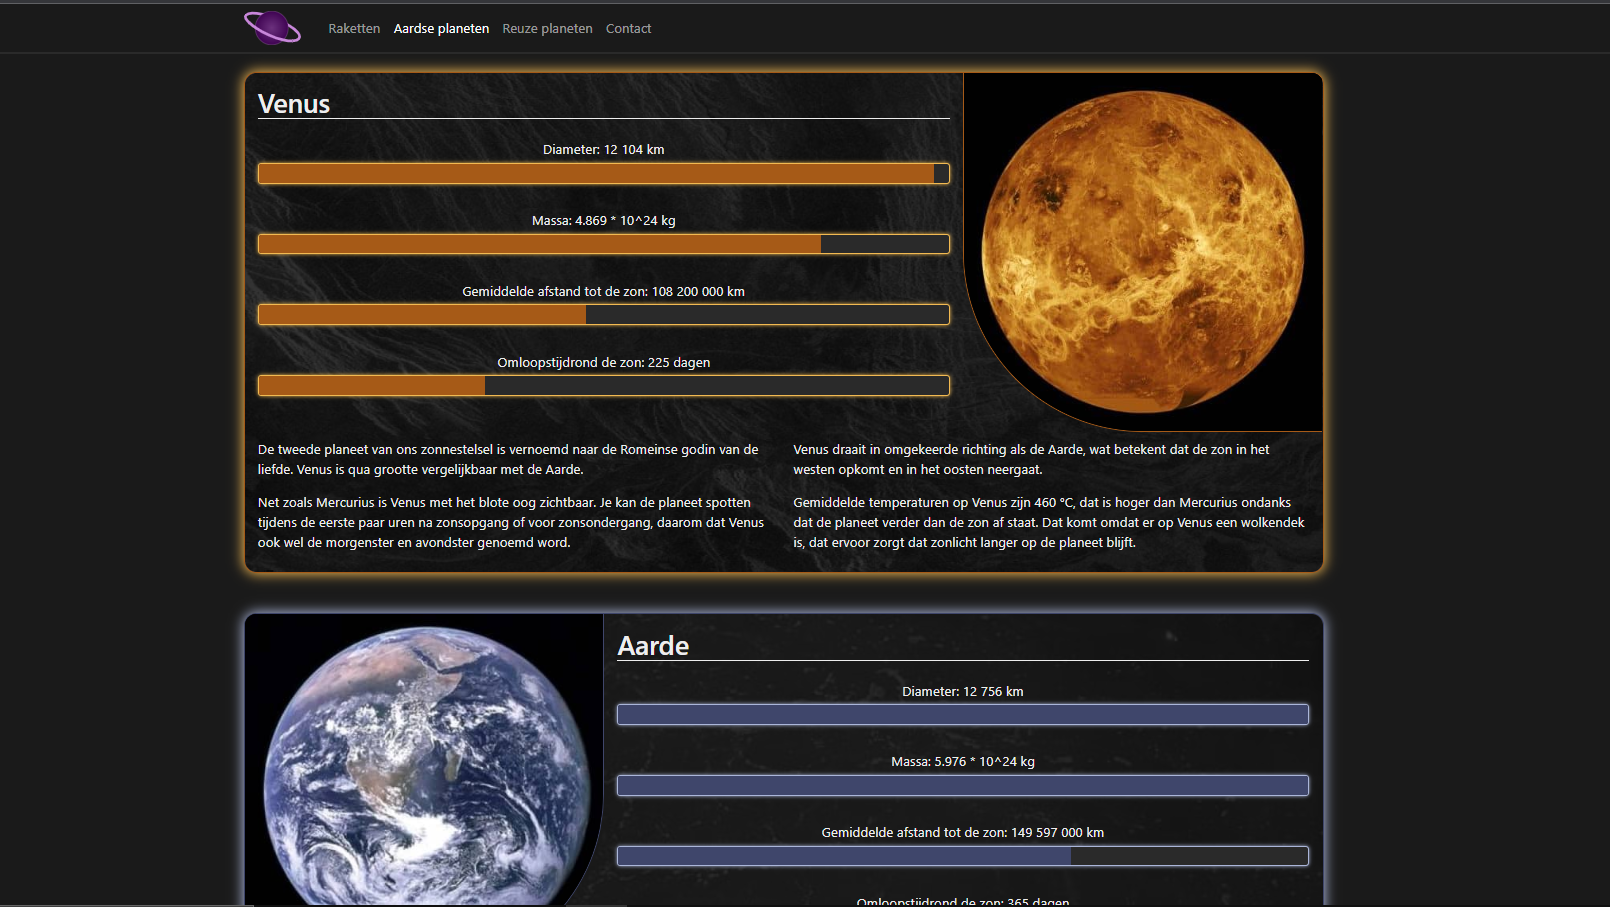 Raketten Aardse planeten Reuze planeten Contact
Venus
Diameter: 12 104 km
Massa: 4.869 * 10^24 kg
Gemiddelde afstand tot de zon: 108 200 000 km
Omloopstijdrond de zon: 225 dagen
De tweede planeet van ons zonnestelsel is vernoemd naar de Romeinse godin van de
liefde. Venus is qua grootte vergelijkbaar met de Aarde.
Net zoals Mercurius is Venus met het blote oog zichtbaar. Je kan de planeet spotten
tijdens de eerste paar uren na zonsopgang of voor zonsondergang, daarom dat Venus
ook wel de morgenster en avondster genoemd word.
Venus draait in omgekeerde richting als de Aarde, wat betekent dat de zon in het
westen opkomt en in het oosten neergaat.
Gemiddelde temperaturen op Venus zijn 460 °C, dat is hoger dan Mercurius ondanks
dat de planeet verder dan de zon af staat. Dat komt omdat er op Venus een wolkendek
is, dat ervoor zorgt dat zonlicht langer op de planeet blijft.
Aarde
Diameter: 12 756 km
Massa: 5.976 * 10^24 kg
Gemiddelde afstand tot de zon: 149 597 000 km
Omloopstijdrond de zon: 365 dagen